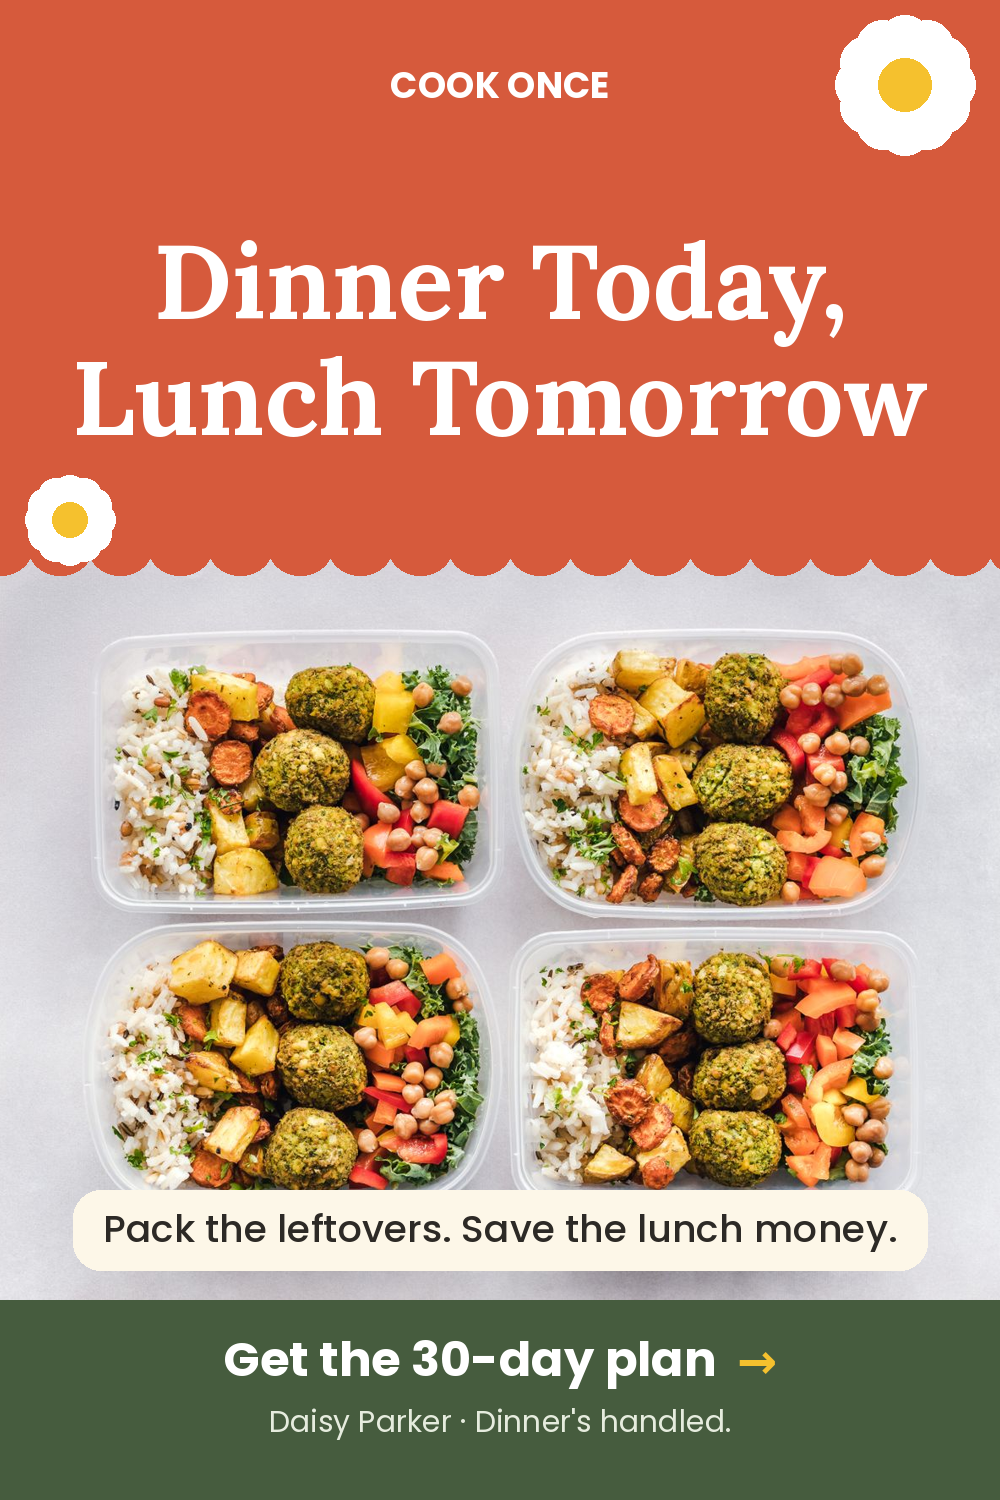 COOK ONCE
Dinner Today,
Lunch Tomorrow
Pack the leftovers. Save the lunch money.
Get the 30-day plan →
Daisy Parker · Dinner's handled.